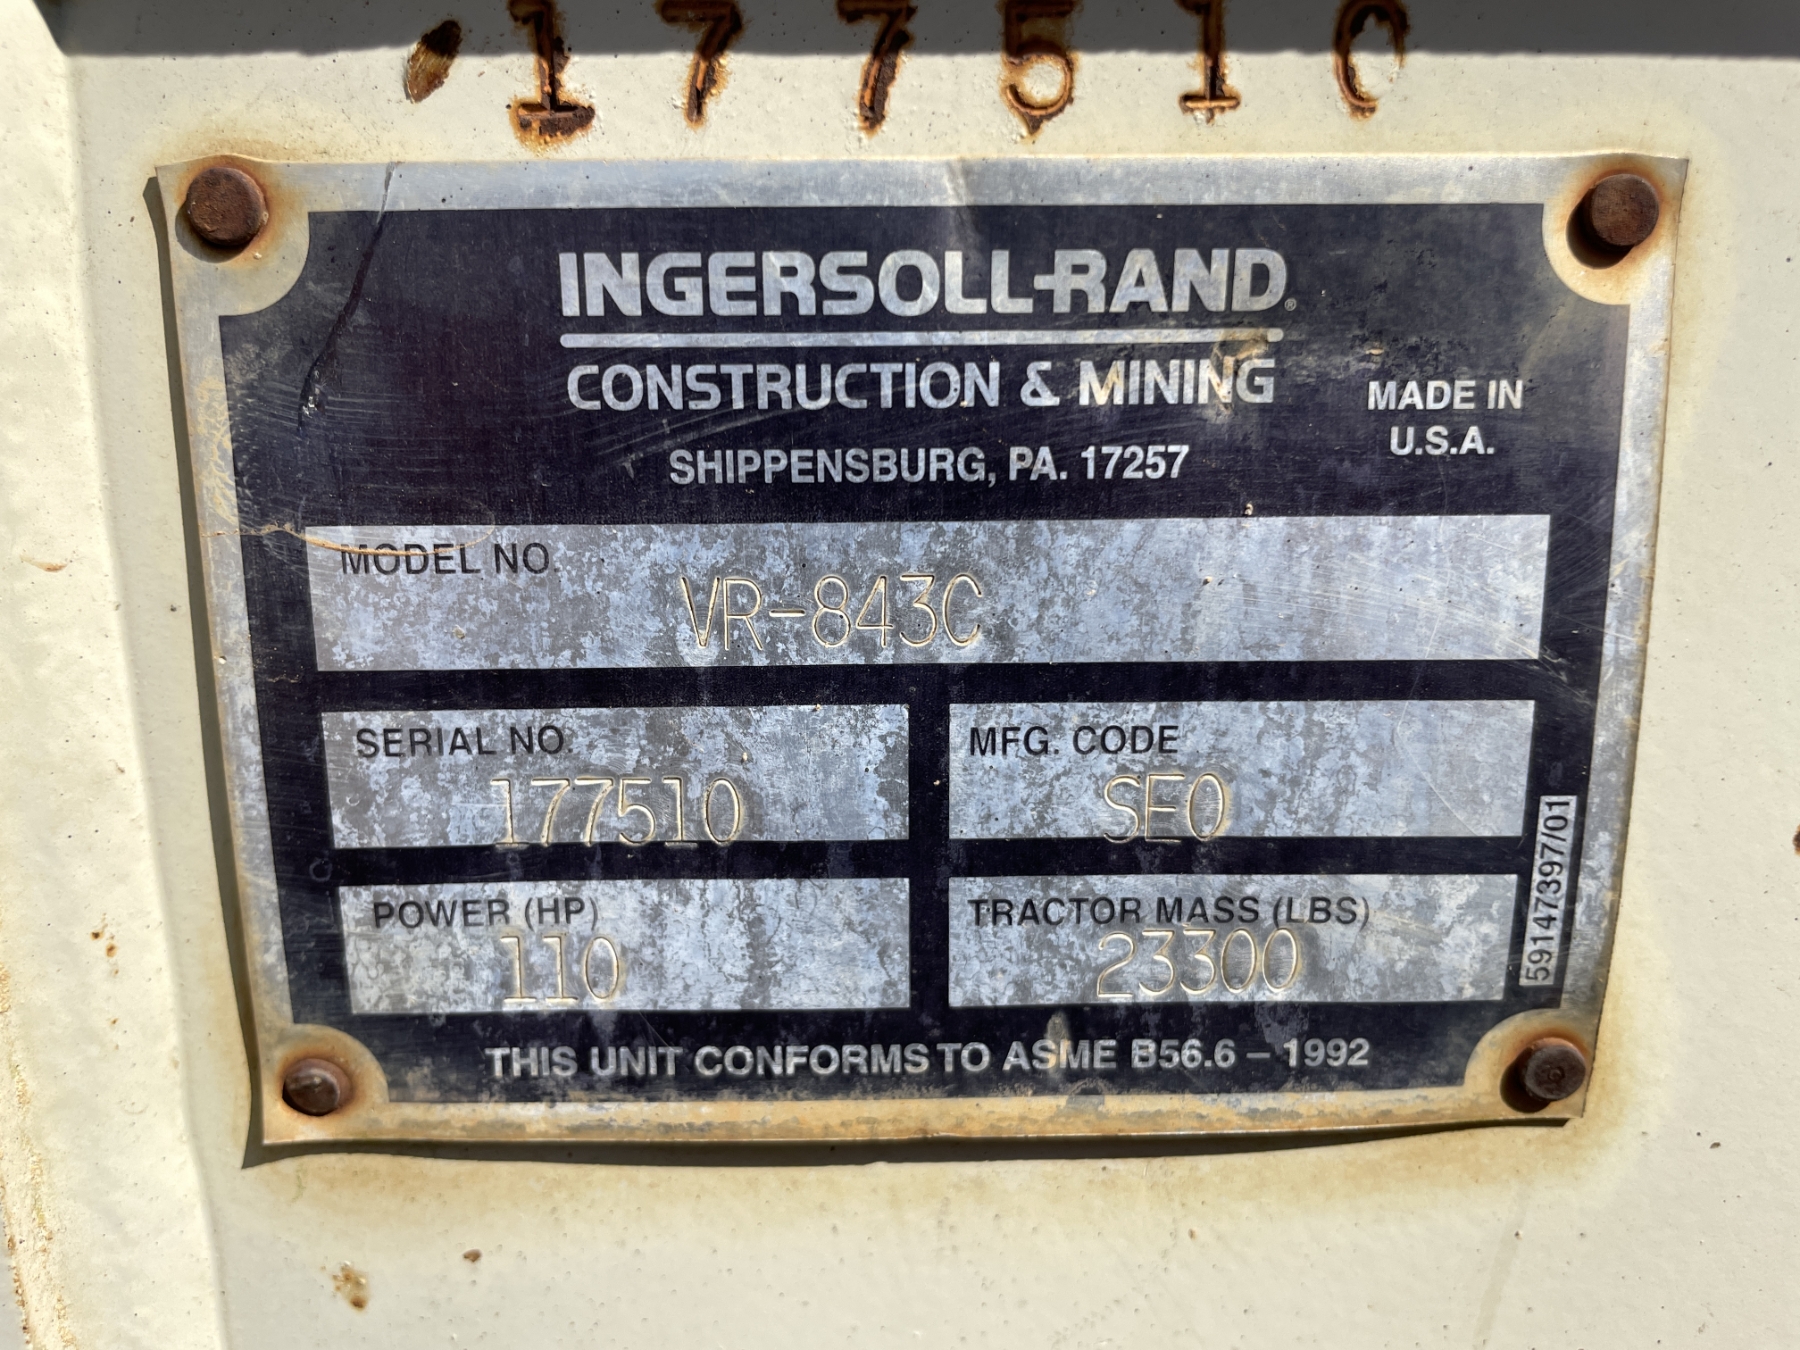 177510
INGERSOLL-RAND®
CONSTRUCTION & MINING
MADE IN
U.S.A.
SHIPPENSBURG, PA. 17257
MODEL NO.
VR-843C
SERIAL NO.
177510
MFG. CODE
SEO
POWER (HP)
110
TRACTOR MASS (LBS)
23300
59147397/01
THIS UNIT CONFORMS TO ASME B56.6 – 1992